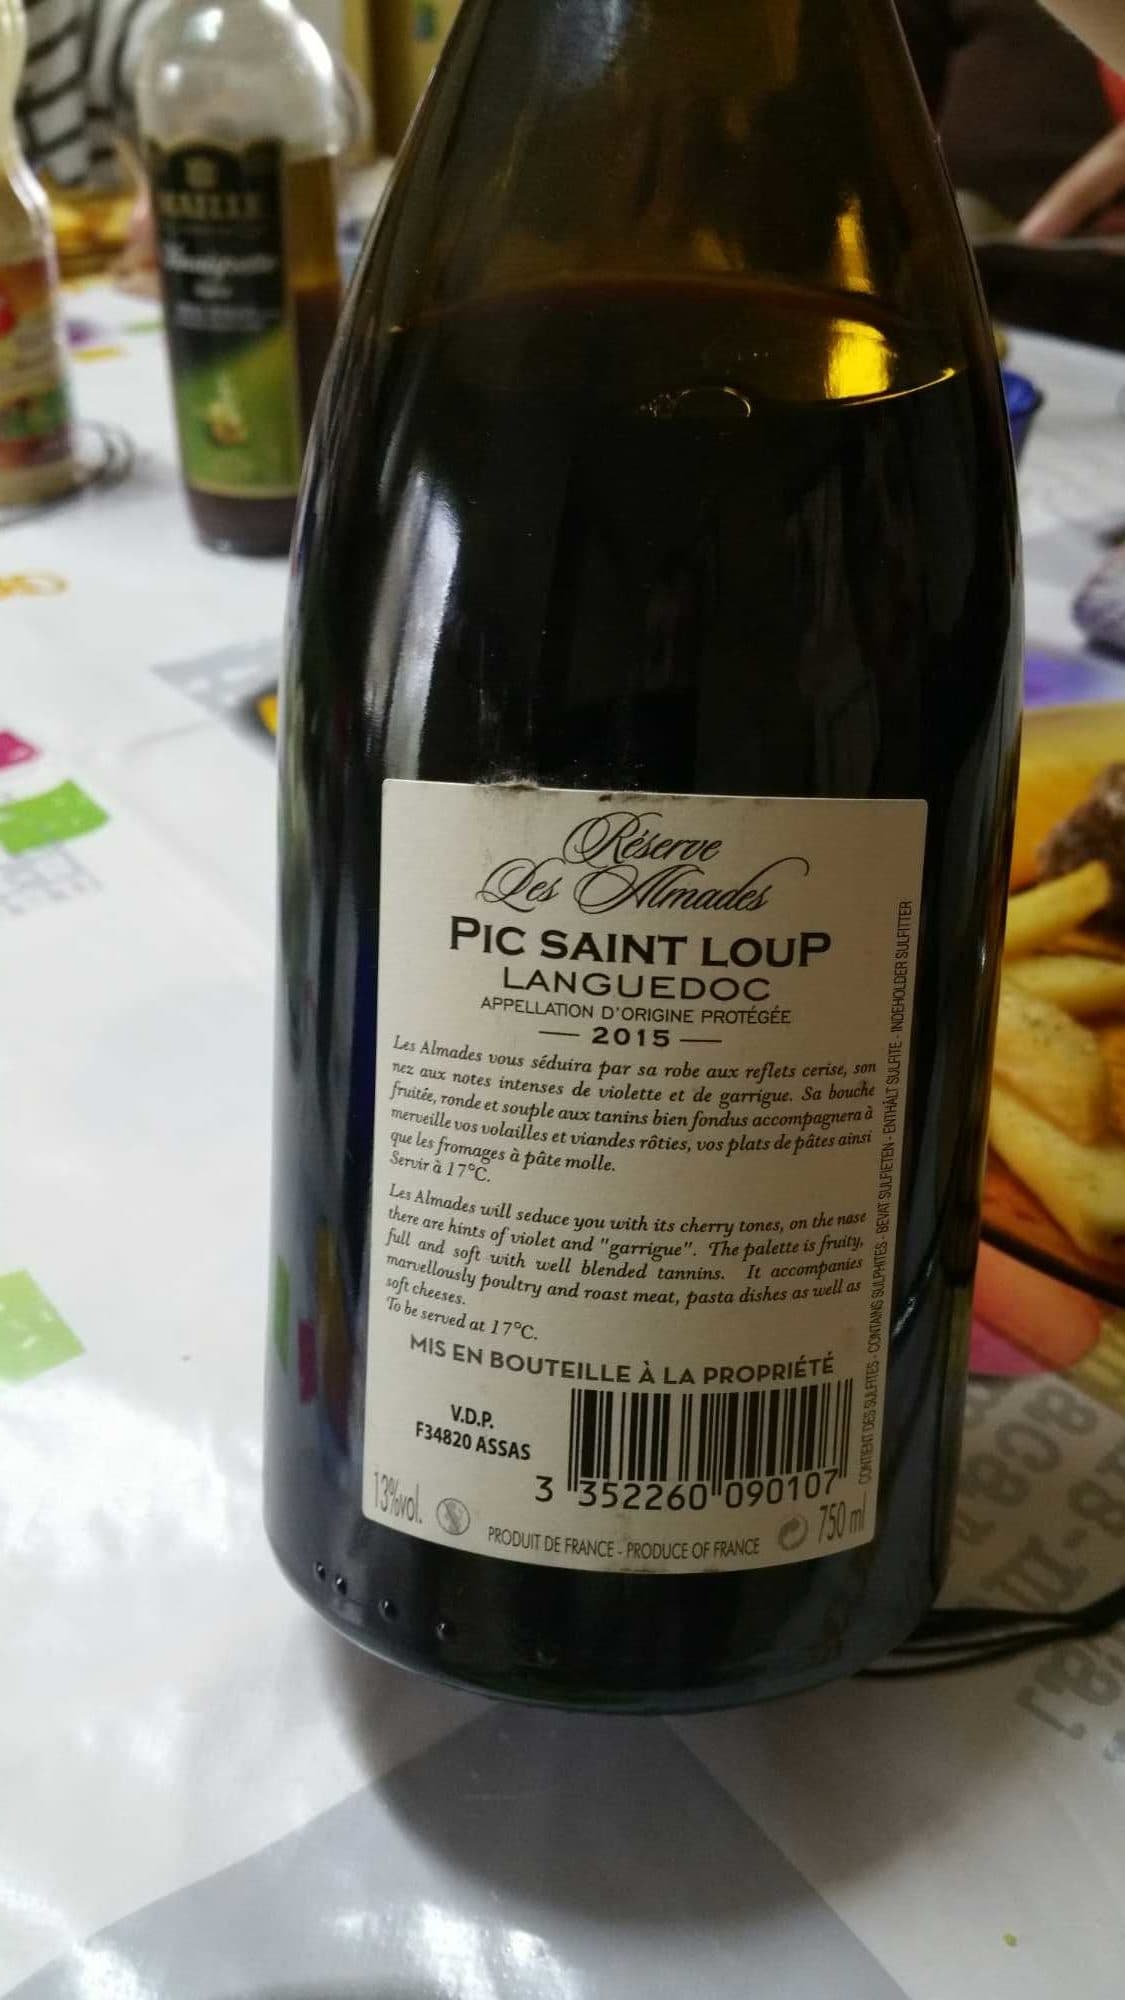 MAILLE
Vinaigrette
Réserve
Les Almades
PIC SAINT LOUP
LANGUEDOC
APPELLATION D'ORIGINE PROTÉGÉE
— 2015 —
Les Almades vous séduira par sa robe aux reflets cerise, son
nez aux notes intenses de violette et de garrigue. Sa bouche
fruitée, ronde et souple aux tanins bien fondus accompagnera à
merveille vos volailles et viandes rôties, vos plats de pâtes ainsi
que les fromages à pâte molle.
Servir à 17°C.
Les Almades will seduce you with its cherry tones, on the nose
there are hints of violet and "garrigue". The palette is fruity,
full and soft with well blended tannins. It accompanies
marvellously poultry and roast meat, pasta dishes as well as
soft cheeses.
To be served at 17°C.
MIS EN BOUTEILLE À LA PROPRIÉTÉ
V.D.P.
F34820 ASSAS
3 352260 090107
13%vol.
750 ml
PRODUIT DE FRANCE - PRODUCE OF FRANCE
CONTIENT DES SULFITES - CONTAINS SULPHITES - BEVAT SULFIETEN - ENTHÄLT SULFITE - INDEHOLDER SULFITTER